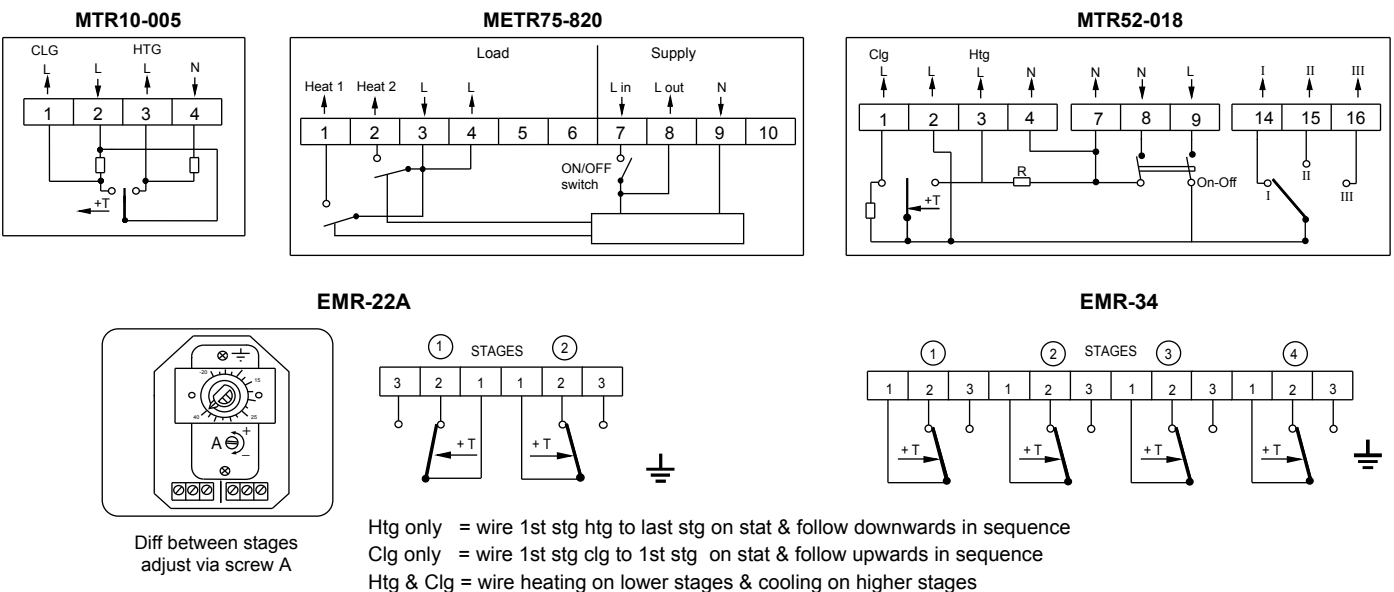 MTR10-005 METR75-820 MTR52-018
CLG HTG
L L L N
1 2 3 4
+T
Load Supply
Heat 1 Heat 2 L L L in L out N
1 2 3 4 5 6 7 8 9 10
ON/OFF
switch
Clg Htg
L L L N N N L I II III
1 2 3 4 7 8 9 14 15 16
R
II
On-Off
+T I III
EMR-22A EMR-34
1 STAGES 2
3 2 1 1 2 3
+ T + T
-20 15
40 25
A + –
1 2 STAGES 3 4
1 2 3 1 2 3 1 2 3 1 2 3
+ T + T + T + T
Diff between stages
adjust via screw A
Htg only = wire 1st stg htg to last stg on stat & follow downwards in sequence
Clg only = wire 1st stg clg to 1st stg on stat & follow upwards in sequence
Htg & Clg = wire heating on lower stages & cooling on higher stages